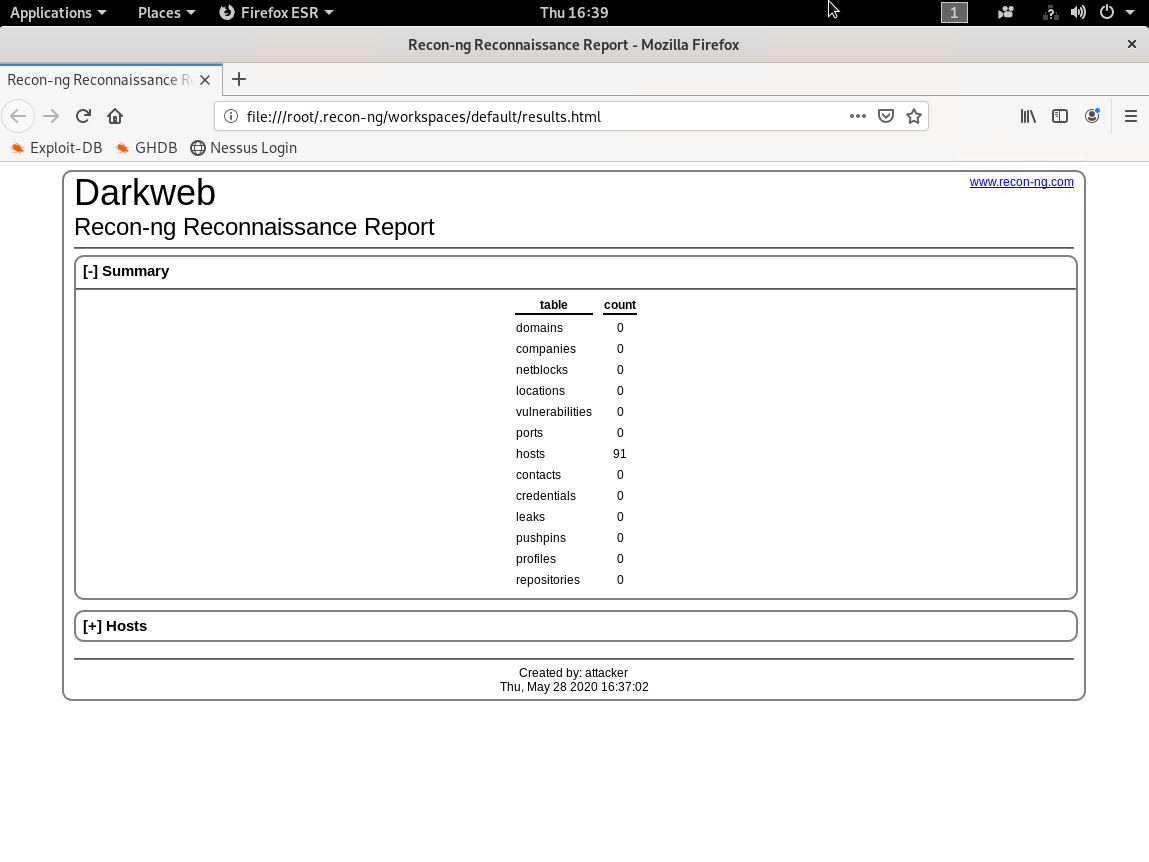 Applications Places Firefox ESR Thu 16:39 1
Recon-ng Reconnaissance Report - Mozilla Firefox
Recon-ng Reconnaissance R
file:///root/.recon-ng/workspaces/default/results.html
Exploit-DB GHDB Nessus Login
Darkweb
www.recon-ng.com
Recon-ng Reconnaissance Report
[-] Summary
table count
domains 0
companies 0
netblocks 0
locations 0
vulnerabilities 0
ports 0
hosts 91
contacts 0
credentials 0
leaks 0
pushpins 0
profiles 0
repositories 0
[+] Hosts
Created by: attacker
Thu, May 28 2020 16:37:02